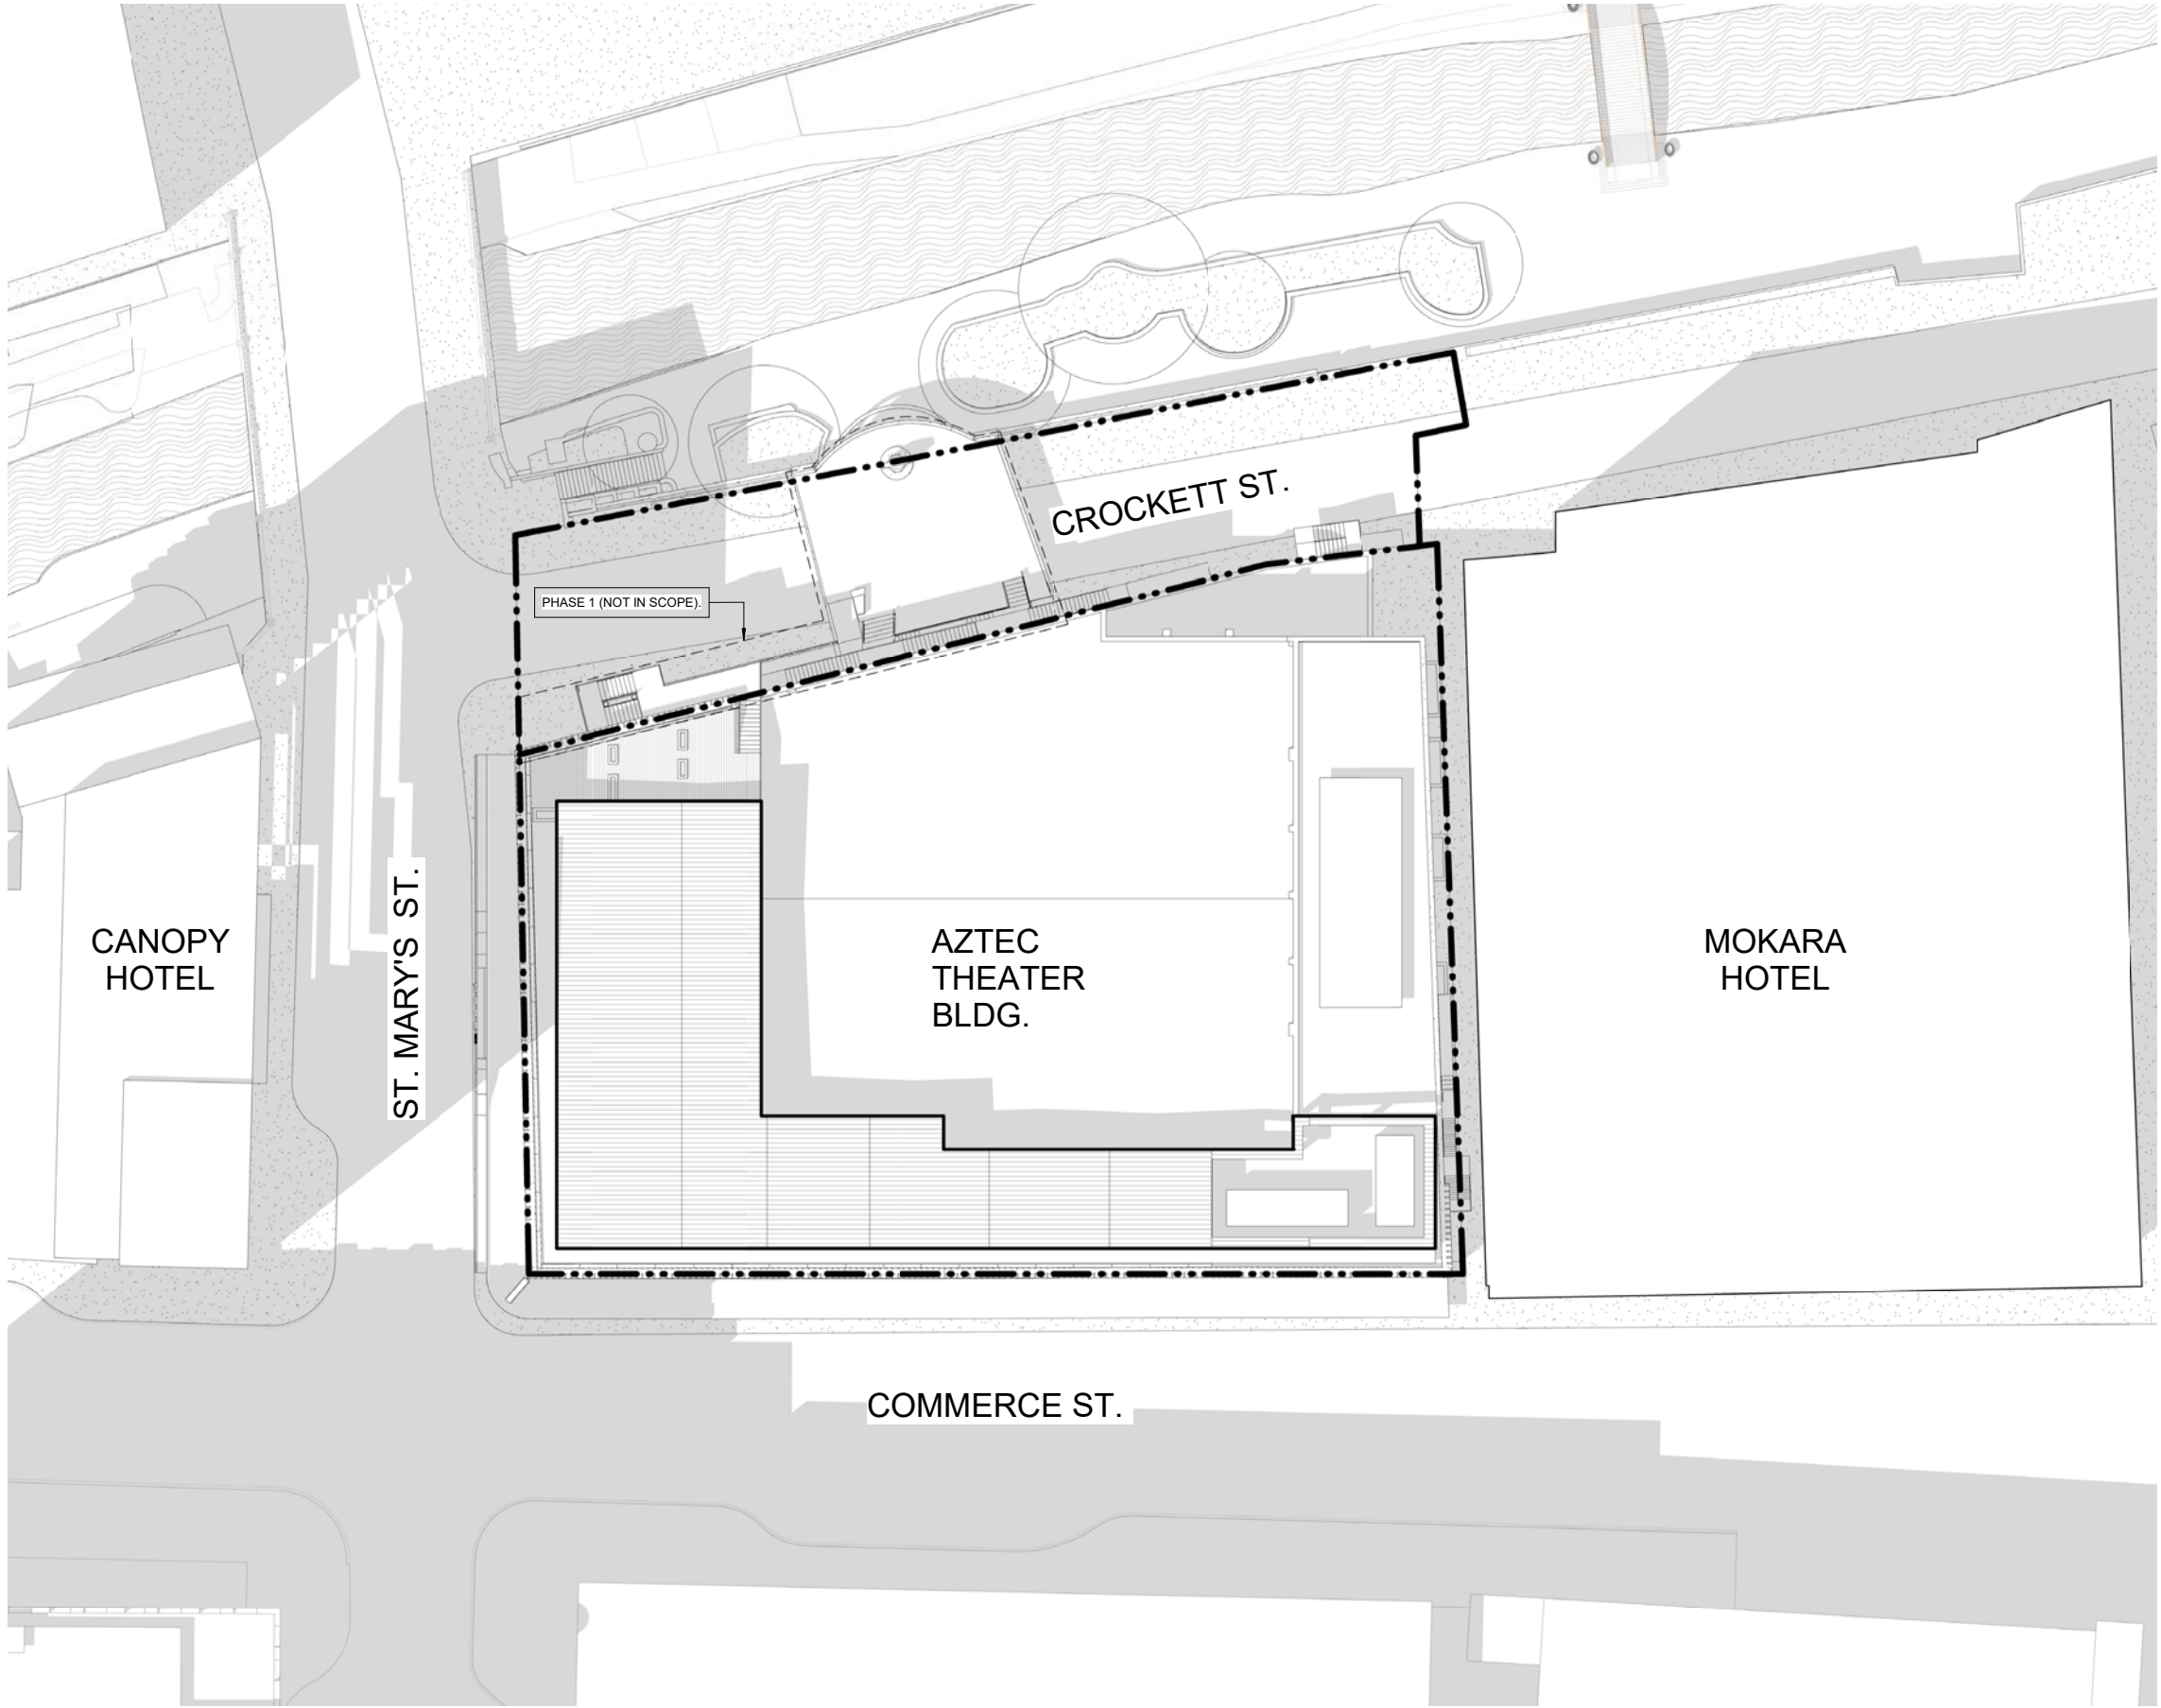 CROCKETT ST.
PHASE 1 (NOT IN SCOPE).
CANOPY
HOTEL
ST. MARY'S ST.
AZTEC
THEATER
BLDG.
MOKARA
HOTEL
COMMERCE ST.